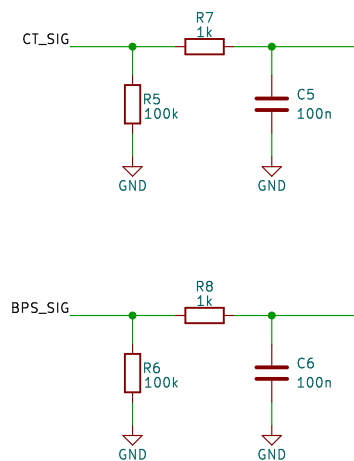 R7
CT_SIG
1k
R5
100k
C5
100n
GND
GND
R8
BPS_SIG
1k
R6
100k
C6
100n
GND
GND